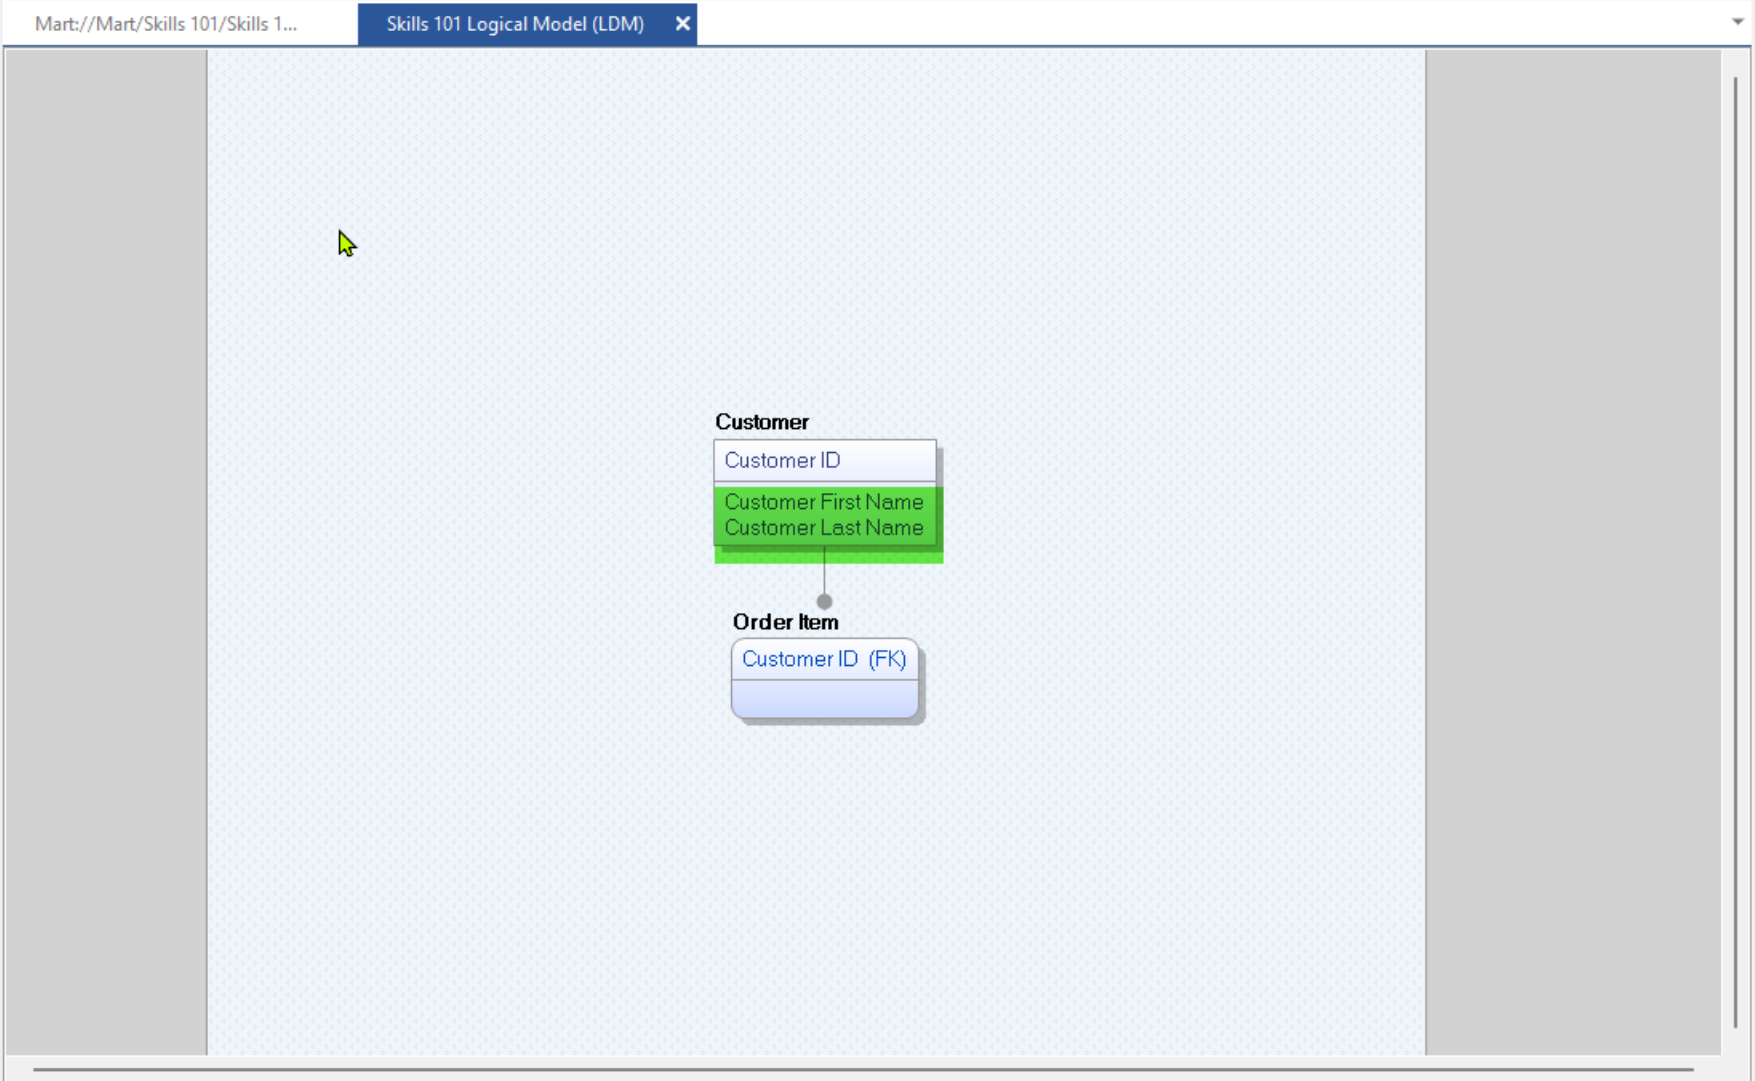 Mart://Mart/Skills 101/Skills 1...
Skills 101 Logical Model (LDM)
Customer
Customer ID
Customer First Name
Customer Last Name
Order Item
Customer ID (FK)